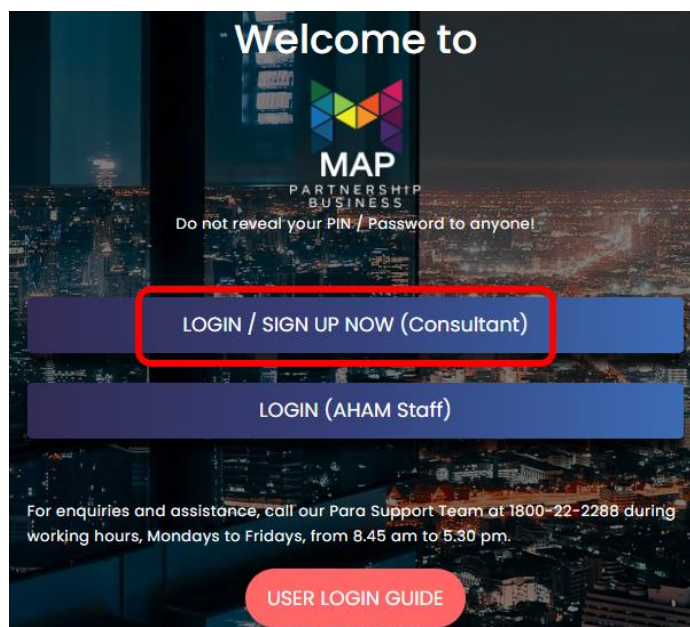 Welcome to
MAP
PARTNERSHIP
BUSINESS
Do not reveal your PIN / Password to anyone!
LOGIN / SIGN UP NOW (Consultant)
LOGIN (AHAM Staff)
For enquiries and assistance, call our Para Support Team at 1800-22-2288 during
working hours, Mondays to Fridays, from 8.45 am to 5.30 pm.
USER LOGIN GUIDE